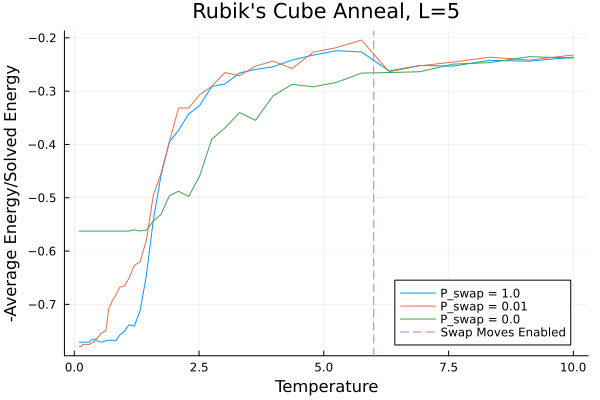 Rubik's Cube Anneal, L=5
-Average Energy/Solved Energy
−0.2
−0.3
−0.4
−0.5
−0.6
−0.7
P_swap = 1.0
P_swap = 0.01
P_swap = 0.0
Swap Moves Enabled
0.0 2.5 5.0 7.5 10.0
Temperature